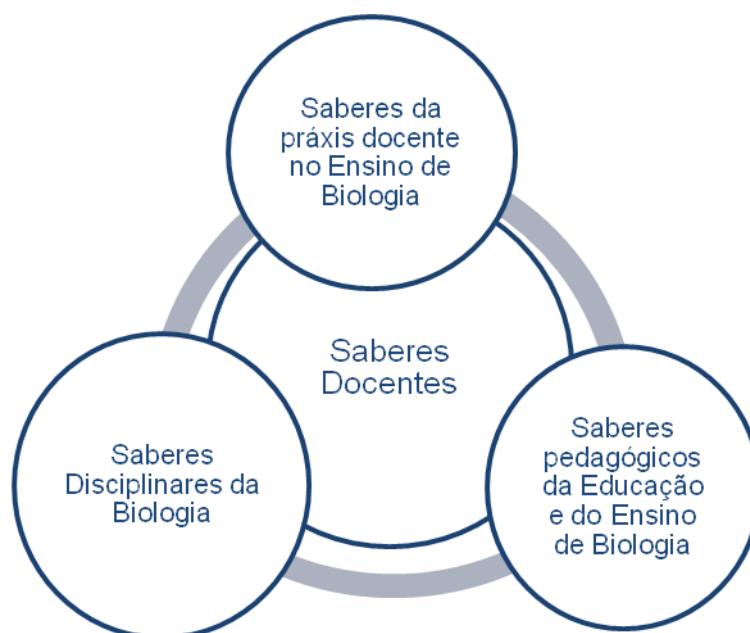 Saberes da
práxis docente
no Ensino de
Biologia
Saberes
Docentes
Saberes
Disciplinares da
Biologia
Saberes
pedagógicos
da Educação
e do Ensino
de Biologia